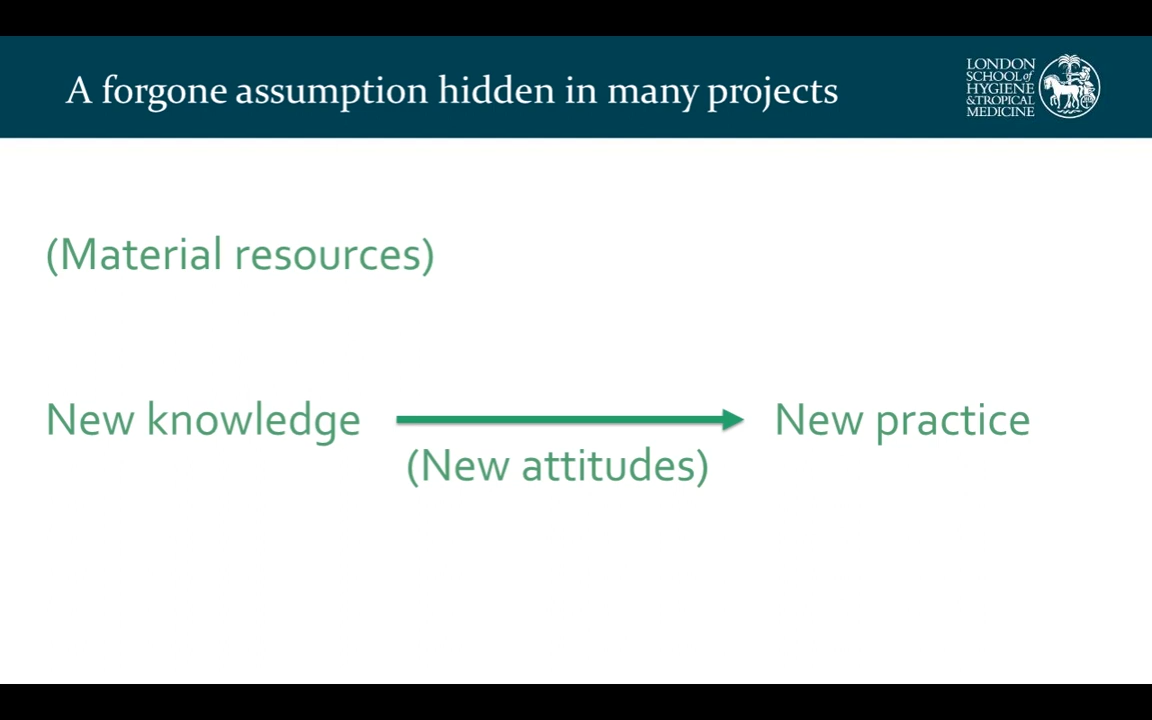 A forgone assumption hidden in many projects
LONDON
SCHOOL of
HYGIENE
& TROPICAL
MEDICINE
(Material resources)
New knowledge
New practice
(New attitudes)